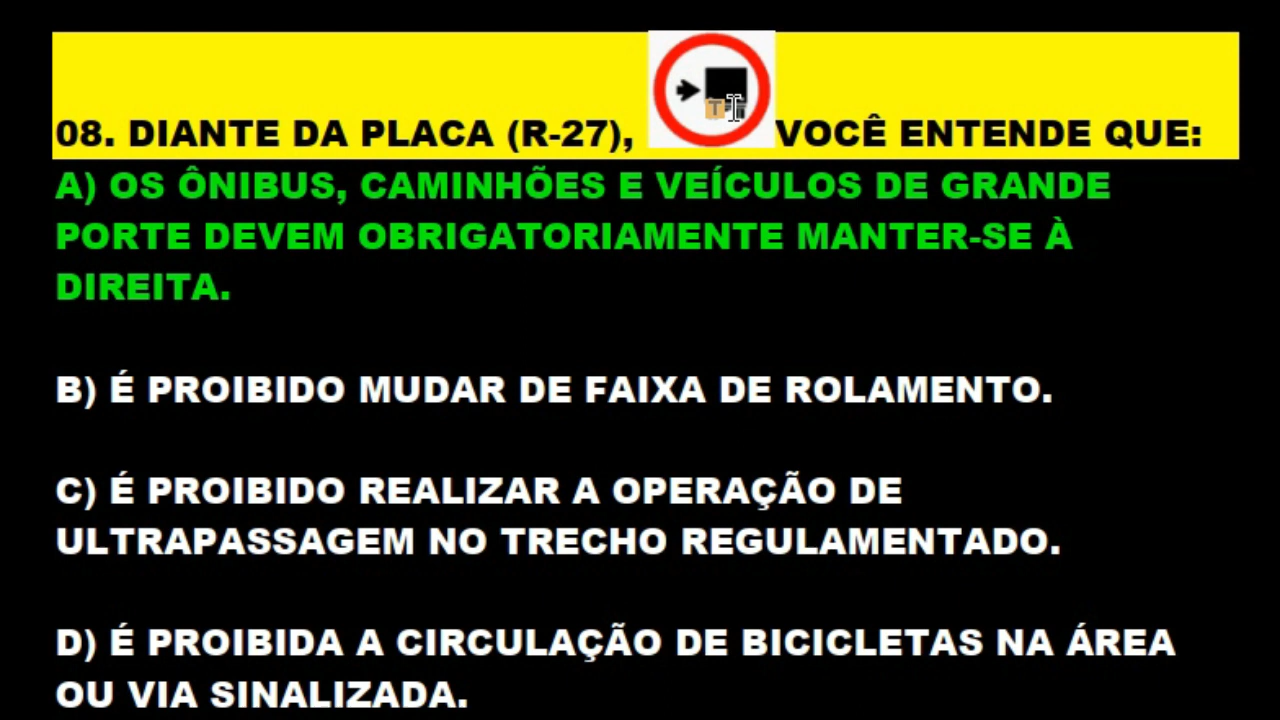 08. DIANTE DA PLACA (R-27), VOCÊ ENTENDE QUE:
A) OS ÔNIBUS, CAMINHÕES E VEÍCULOS DE GRANDE
PORTE DEVEM OBRIGATORIAMENTE MANTER-SE À
DIREITA.
B) É PROIBIDO MUDAR DE FAIXA DE ROLAMENTO.
C) É PROIBIDO REALIZAR A OPERAÇÃO DE
ULTRAPASSAGEM NO TRECHO REGULAMENTADO.
D) É PROIBIDA A CIRCULAÇÃO DE BICICLETAS NA ÁREA
OU VIA SINALIZADA.